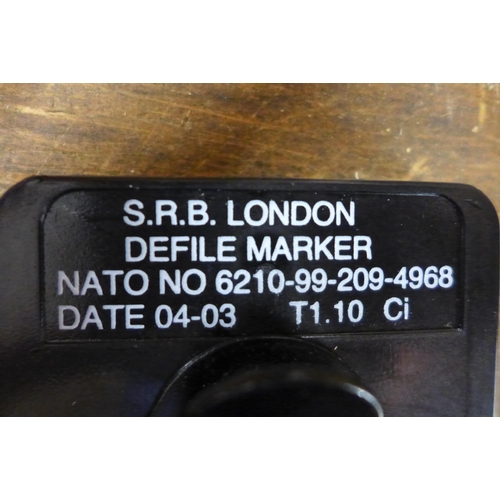 S.R.B. LONDON
DEFILE MARKER
NATO NO 6210-99-209-4968
DATE 04-03 T1.10 Ci